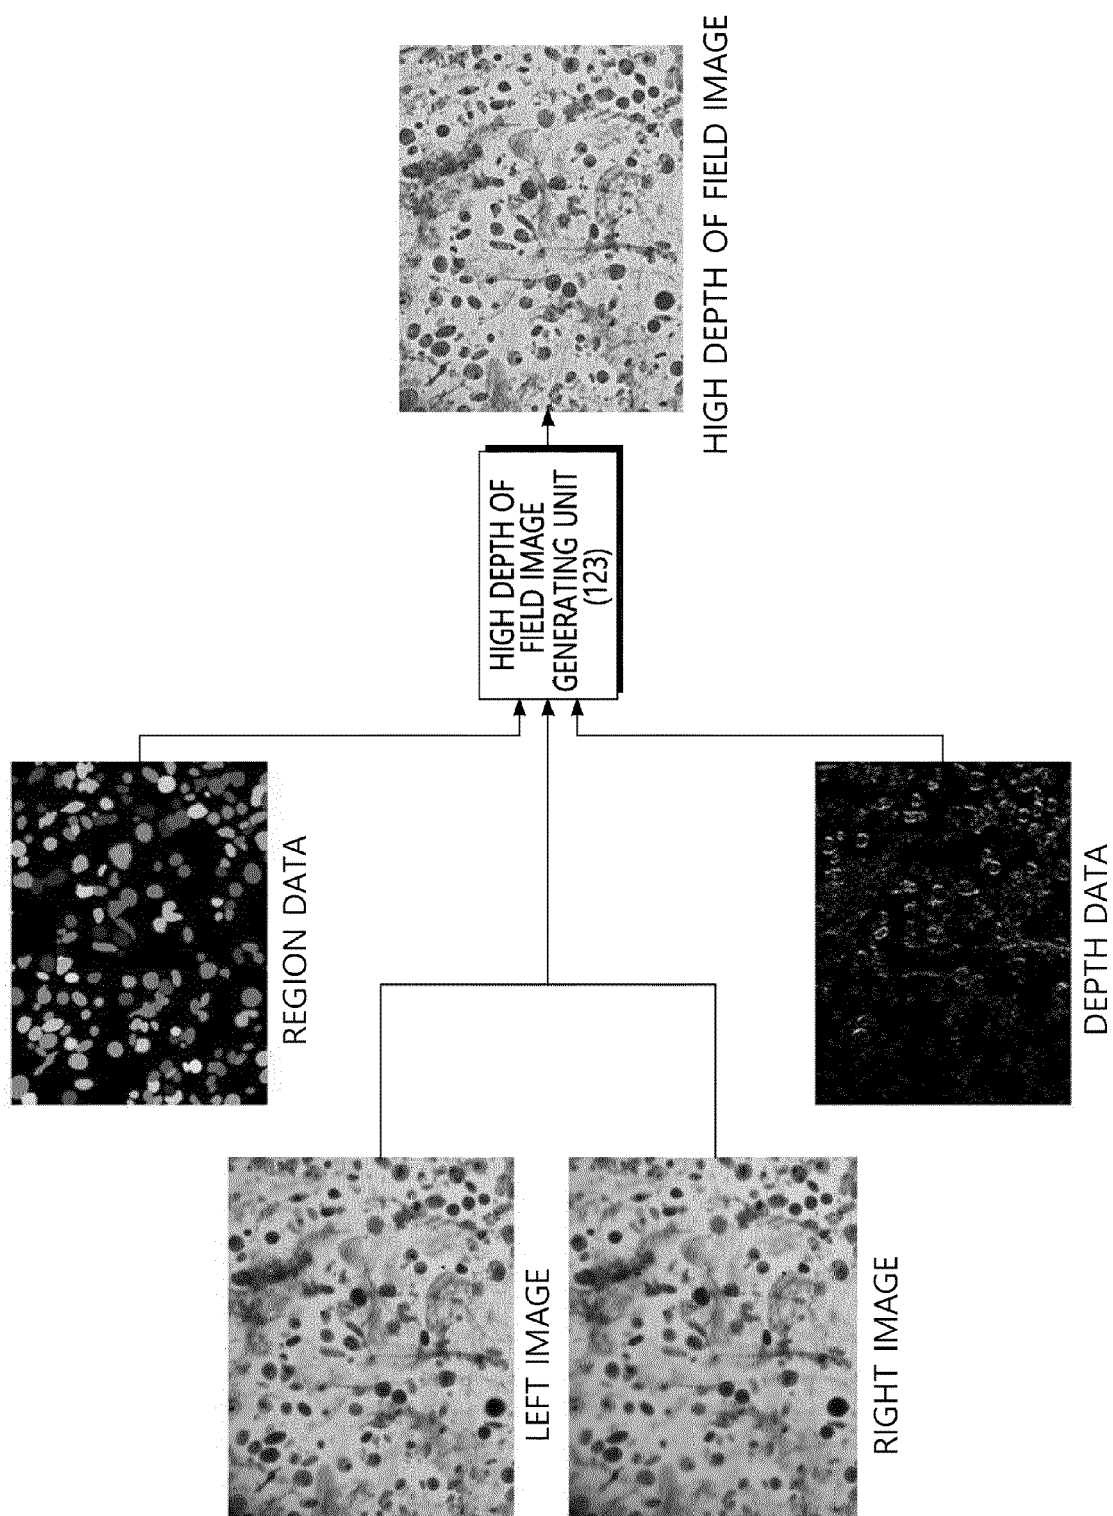 REGION DATA
LEFT IMAGE
RIGHT IMAGE
DEPTH DATA
HIGH DEPTH OF
FIELD IMAGE
GENERATING UNIT
(123)
HIGH DEPTH OF FIELD IMAGE